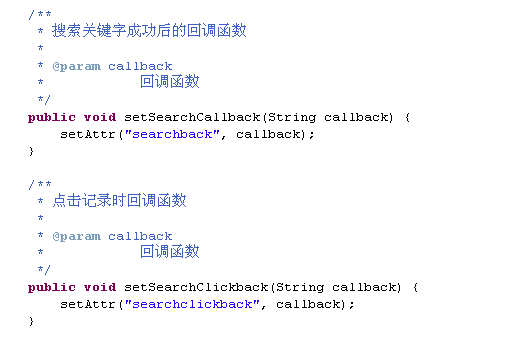 /**
 * 搜索关键字成功后的回调函数
 *
 * @param callback
 *            回调函数
 */
public void setSearchCallback(String callback) {
    setAttr("searchback", callback);
}
/**
 * 点击记录时回调函数
 *
 * @param callback
 *            回调函数
 */
public void setSearchClickback(String callback) {
    setAttr("searchclickback", callback);
}